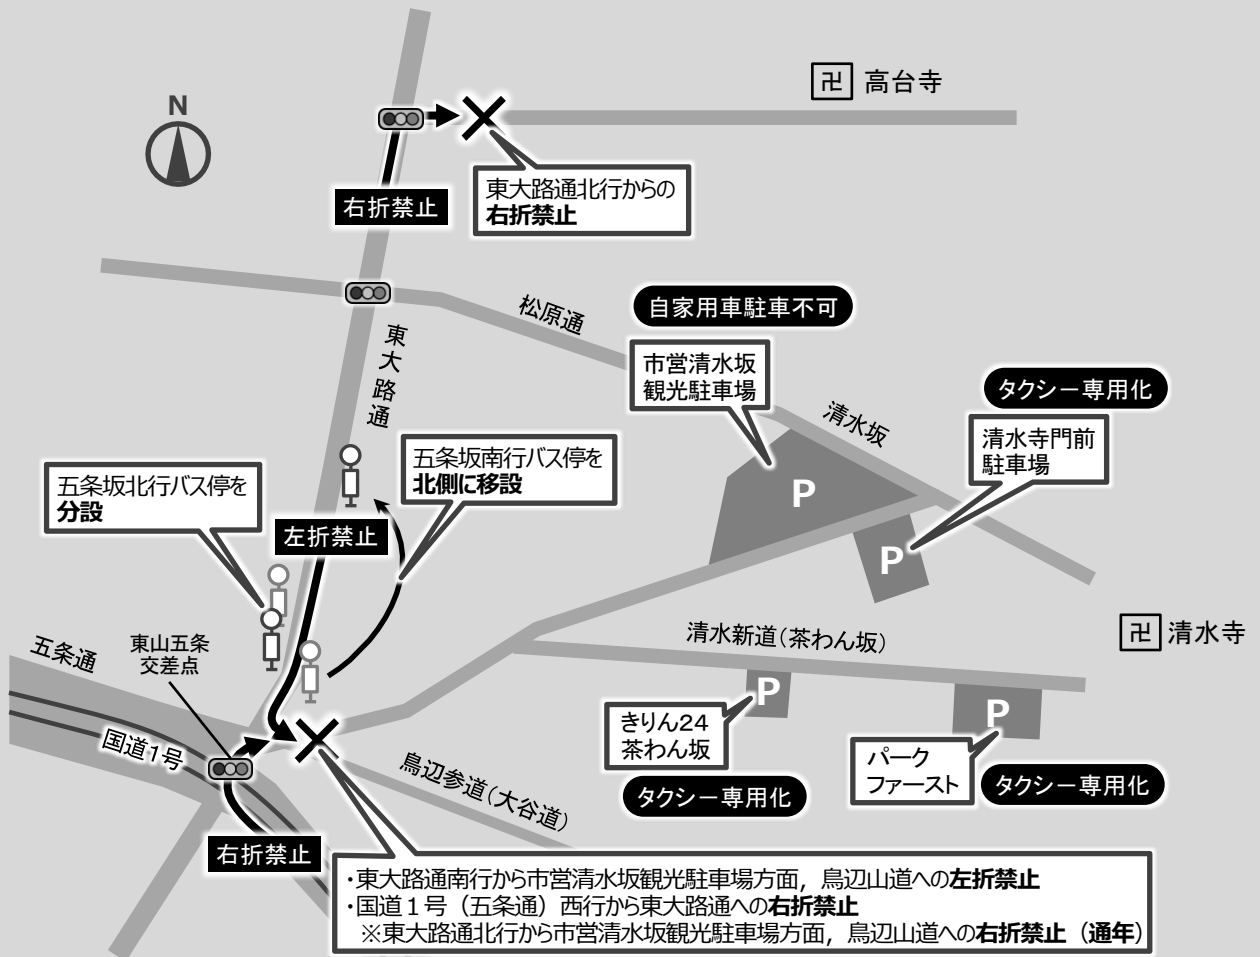 卍 高台寺
N
東大路通北行からの
右折禁止
右折禁止
松原通
自家用車駐車不可
市営清水坂
観光駐車場
東大路通
清水坂
タクシー専用化
清水寺門前
駐車場
五条坂南行バス停を
北側に移設
五条坂北行バス停を
分設
左折禁止
P
P
卍 清水寺
清水新道(茶わん坂)
五条通
東山五条
交差点
P
P
きりん24
茶わん坂
国道1号
パーク
ファースト
鳥辺参道(大谷道)
タクシー専用化
タクシー専用化
右折禁止
・東大路通南行から市営清水坂観光駐車場方面，鳥辺山道への左折禁止
・国道１号（五条通）西行から東大路通への右折禁止
※東大路通北行から市営清水坂観光駐車場方面，鳥辺山道への右折禁止（通年）